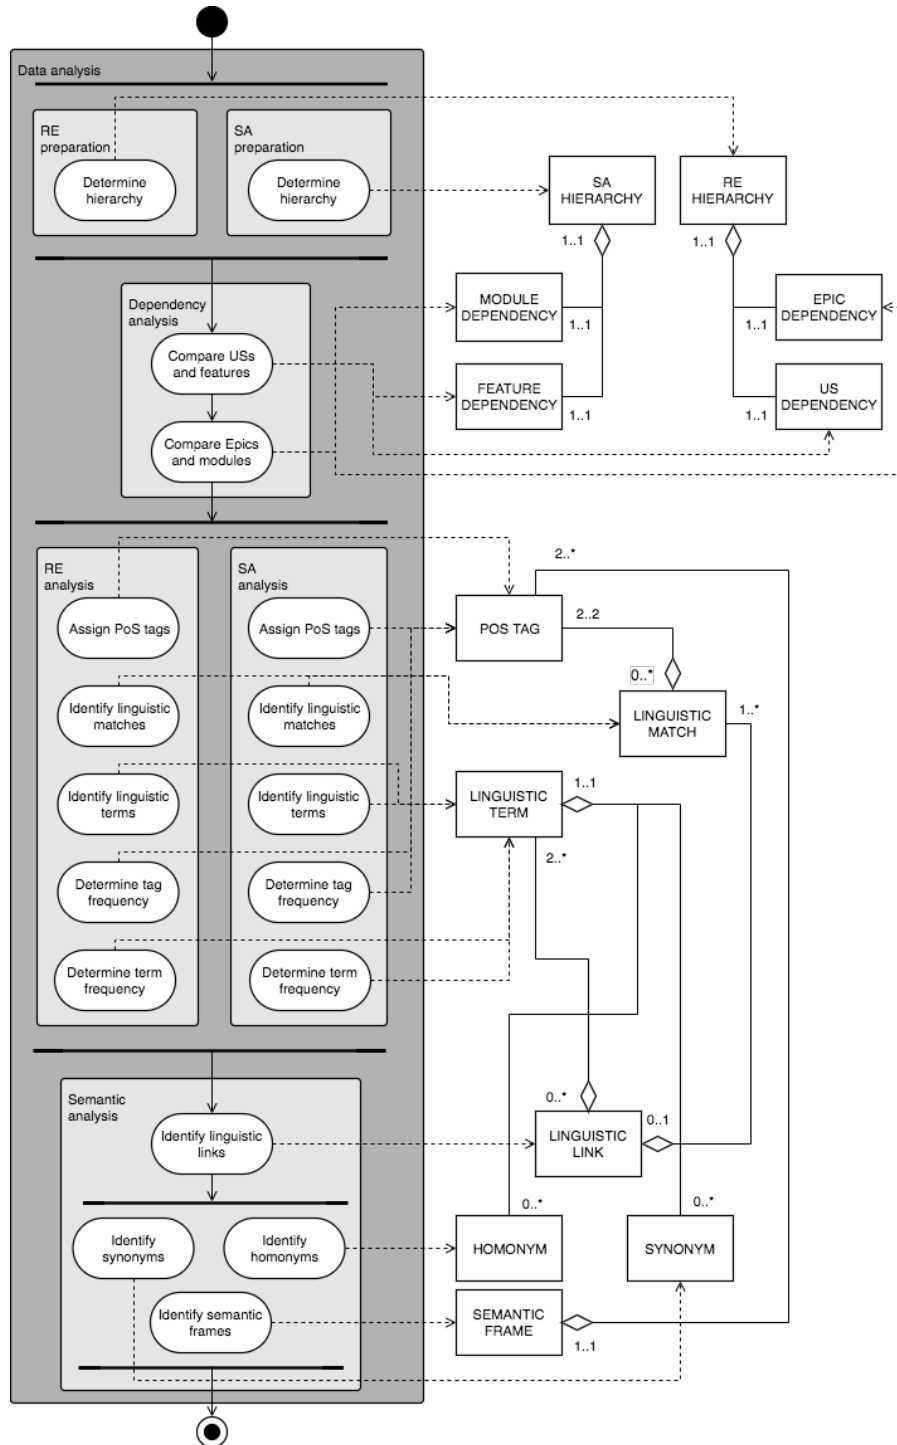 Data analysis
RE
preparation
Determine
hierarchy
SA
preparation
Determine
hierarchy
SA
HIERARCHY
RE
HIERARCHY
1..1
1..1
Dependency
analysis
Compare USs
and features
Compare Epics
and modules
MODULE
DEPENDENCY
1..1
EPIC
DEPENDENCY
1..1
FEATURE
DEPENDENCY
1..1
US
DEPENDENCY
1..1
RE
analysis
Assign PoS tags
Identify linguistic
matches
Identify linguistic
terms
Determine tag
frequency
Determine term
frequency
SA
analysis
Assign PoS tags
Identify linguistic
matches
Identify linguistic
terms
Determine tag
frequency
Determine term
frequency
2..*
POS TAG
2..2
0..*
LINGUISTIC
MATCH
1..*
LINGUISTIC
TERM
1..1
2..*
Semantic
analysis
Identify linguistic
links
0..*
LINGUISTIC
LINK
0..1
Identify
synonyms
Identify
homonyms
0..*
HOMONYM
0..*
SYNONYM
Identify semantic
frames
SEMANTIC
FRAME
1..1